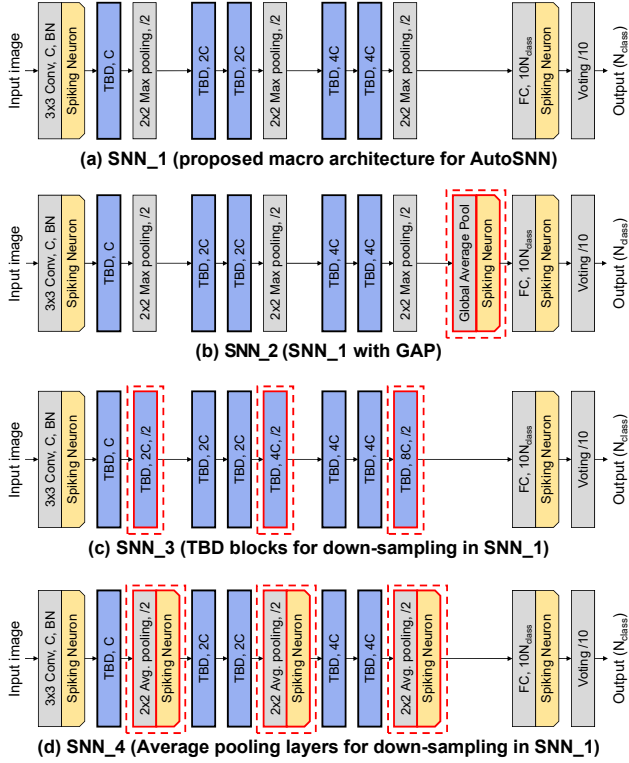 Input image
3x3 Conv, C, BN
Spiking Neuron
TBD, C
2x2 Max pooling, /2
TBD, 2C
TBD, 2C
2x2 Max pooling, /2
TBD, 4C
TBD, 4C
2x2 Max pooling, /2
FC, 10N_class
Spiking Neuron
Voting /10
Output (N_class)
(a) SNN_1 (proposed macro architecture for AutoSNN)
Input image
3x3 Conv, C, BN
Spiking Neuron
TBD, C
2x2 Max pooling, /2
TBD, 2C
TBD, 2C
2x2 Max pooling, /2
TBD, 4C
TBD, 4C
2x2 Max pooling, /2
Global Average Pool
Spiking Neuron
FC, 10N_class
Spiking Neuron
Voting /10
Output (N_class)
(b) SNN_2 (SNN_1 with GAP)
Input image
3x3 Conv, C, BN
Spiking Neuron
TBD, C
TBD, 2C, /2
TBD, 2C
TBD, 2C
TBD, 4C, /2
TBD, 4C
TBD, 4C
TBD, 8C, /2
FC, 10N_class
Spiking Neuron
Voting /10
Output (N_class)
(c) SNN_3 (TBD blocks for down-sampling in SNN_1)
Input image
3x3 Conv, C, BN
Spiking Neuron
TBD, C
2x2 Avg. pooling, /2
Spiking Neuron
TBD, 2C
TBD, 2C
2x2 Avg. pooling, /2
Spiking Neuron
TBD, 4C
TBD, 4C
2x2 Avg. pooling, /2
Spiking Neuron
FC, 10N_class
Spiking Neuron
Voting /10
Output (N_class)
(d) SNN_4 (Average pooling layers for down-sampling in SNN_1)